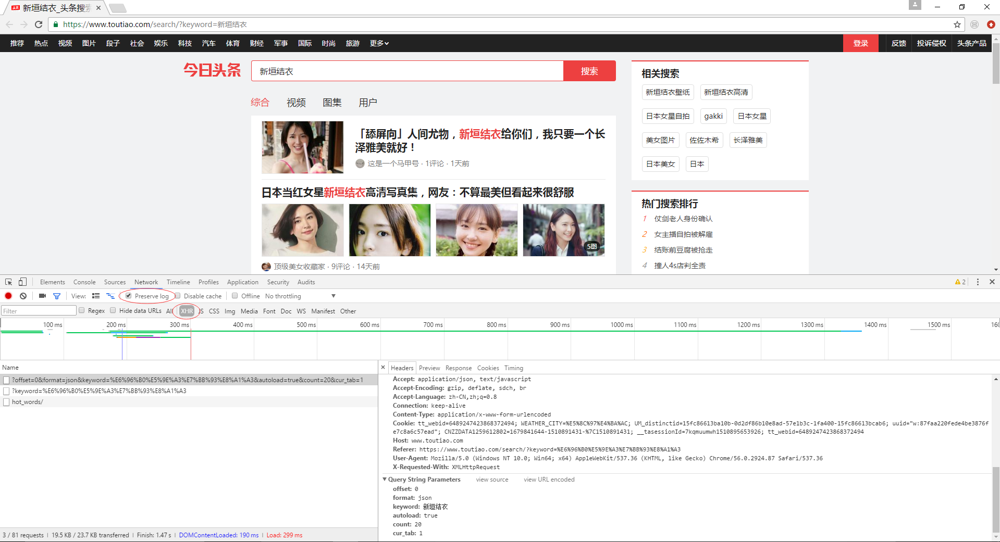 新垣结衣_头条搜索
https://www.toutiao.com/search/?keyword=新垣结衣
推荐 热点 视频 图片 段子 社会 娱乐 科技 汽车 体育 财经 军事 国际 时尚 旅游 更多 登录 反馈 投诉侵权 头条产品
今日头条 新垣结衣 搜索
综合 视频 图集 用户
「舔屏向」人间尤物，新垣结衣给你们，我只要一个长
泽雅美就好！
这是一个马甲号 · 1评论 · 1天前
日本当红女星新垣结衣高清写真集，网友：不算最美但看起来很舒服
5图
顶级美女收藏家 · 9评论 · 14天前
相关搜索
新垣结衣壁纸 新垣结衣高清
日本女星自拍 gakki 日本女星
美女图片 佐佐木希 长泽雅美
日本美女 日本
热门搜索排行
1 仗剑老人身份确认
2 女主播自拍被解雇
3 结账前豆腐被抢走
4 撞人4s店判全责
Elements Console Sources Network Timeline Profiles Application Security Audits 2
View: Preserve log Disable cache Offline No throttling
Filter Regex Hide data URLs All XHR JS CSS Img Media Font Doc WS Manifest Other
100 ms 200 ms 300 ms 400 ms 500 ms 600 ms 700 ms 800 ms 900 ms 1000 ms 1100 ms 1200 ms 1300 ms 1400 ms 1500 ms 160
Name
?offset=0&format=json&keyword=%E6%96%B0%E5%9E%A3%E7%BB%93%E8%A1%A3&autoload=true&count=20&cur_tab=1
?keyword=%E6%96%B0%E5%9E%A3%E7%BB%93%E8%A1%A3
hot_words/
3 / 81 requests | 19.5 KB / 23.7 KB transferred | Finish: 1.47 s | DOMContentLoaded: 190 ms | Load: 299 ms
Headers Preview Response Cookies Timing
Accept: application/json, text/javascript
Accept-Encoding: gzip, deflate, sdch, br
Accept-Language: zh-CN,zh;q=0.8
Connection: keep-alive
Content-Type: application/x-www-form-urlencoded
Cookie: tt_webid=6489247423868372494; WEATHER_CITY=%E5%8C%97%E4%BA%AC; UM_distinctid=15fc86613ba10b-0d2df86b10e8ad-57e1b3c-1fa400-15fc86613bcab6; uuid="w:87faa220fede4be3876f
e7c8a6c57ead"; CNZZDATA1259612802=1679841644-1510891431-%7C1510891431; __tasessionId=7kqmuumwh1510895653926; tt_webid=6489247423868372494
Host: www.toutiao.com
Referer: https://www.toutiao.com/search/?keyword=%E6%96%B0%E5%9E%A3%E7%BB%93%E8%A1%A3
User-Agent: Mozilla/5.0 (Windows NT 10.0; Win64; x64) AppleWebKit/537.36 (KHTML, like Gecko) Chrome/56.0.2924.87 Safari/537.36
X-Requested-With: XMLHttpRequest
Query String Parameters view source view URL encoded
offset: 0
format: json
keyword: 新垣结衣
autoload: true
count: 20
cur_tab: 1